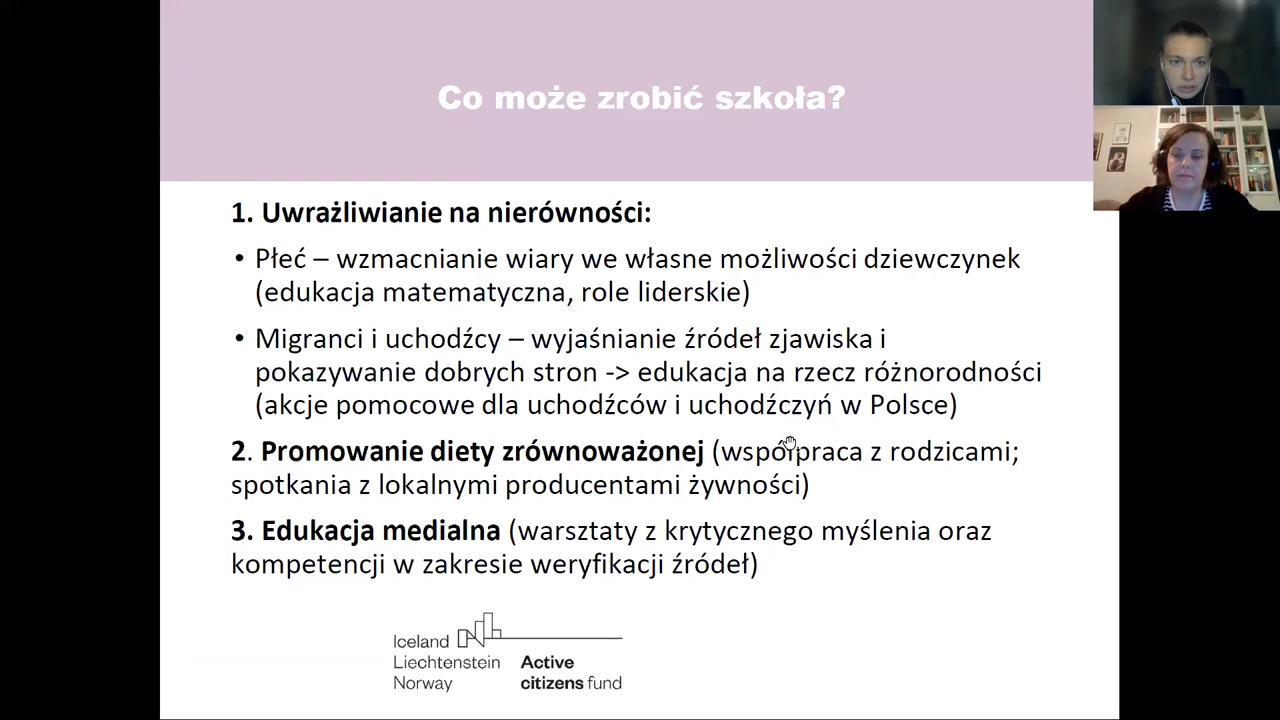 Co może zrobić szkoła?
1. Uwrażliwianie na nierówności:
• Płeć – wzmacnianie wiary we własne możliwości dziewczynek
(edukacja matematyczna, role liderskie)
• Migranci i uchodźcy – wyjaśnianie źródeł zjawiska i
pokazywanie dobrych stron -> edukacja na rzecz różnorodności
(akcje pomocowe dla uchodźców i uchodźczyń w Polsce)
2. Promowanie diety zrównoważonej (współpraca z rodzicami;
spotkania z lokalnymi producentami żywności)
3. Edukacja medialna (warsztaty z krytycznego myślenia oraz
kompetencji w zakresie weryfikacji źródeł)
Iceland
Liechtenstein
Norway
Active
citizens fund